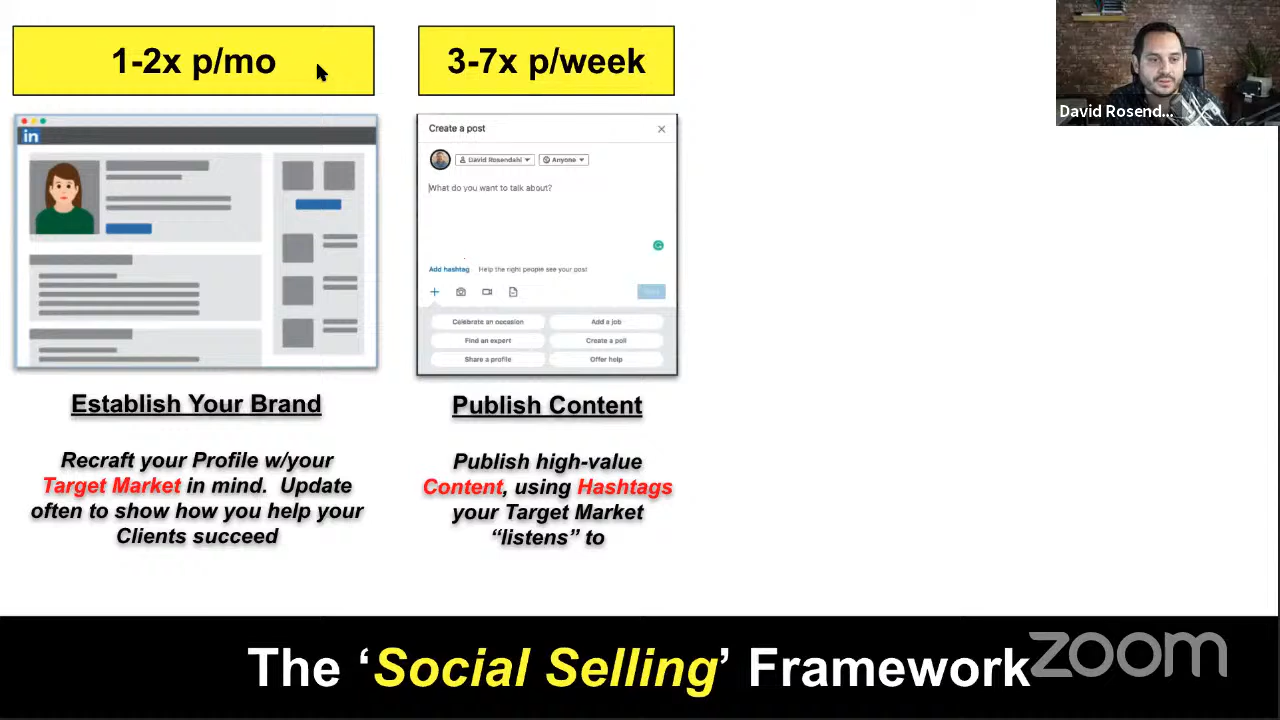 1-2x p/mo
3-7x p/week
David Rosend...
in
Create a post
David Rosendahl
Anyone
What do you want to talk about?
Add hashtag Help the right people see your post
Celebrate an occasion
Add a job
Find an expert
Create a poll
Share a profile
Offer help
Establish Your Brand
Recraft your Profile w/your
Target Market in mind. Update
often to show how you help your
Clients succeed
Publish Content
Publish high-value
Content, using Hashtags
your Target Market
“listens” to
The ‘Social Selling’ Framework
zoom